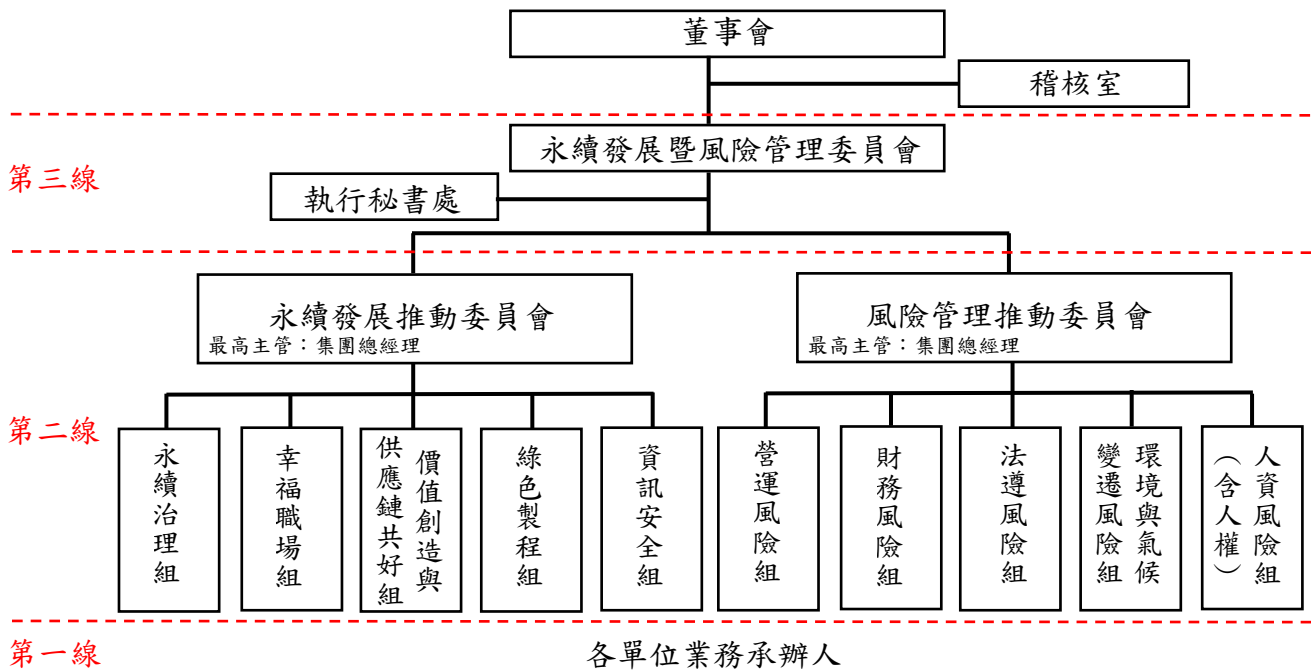 董事會
稽核室
第三線
永續發展暨風險管理委員會
執行秘書處
永續發展推動委員會
最高主管：集團總經理
風險管理推動委員會
最高主管：集團總經理
第二線
永續治理組
幸福職場組
價值創造與
供應鏈共好組
綠色製程組
資訊安全組
營運風險組
財務風險組
法遵風險組
環境與氣候
變遷風險組
人資風險組
（含人權）
第一線
各單位業務承辦人